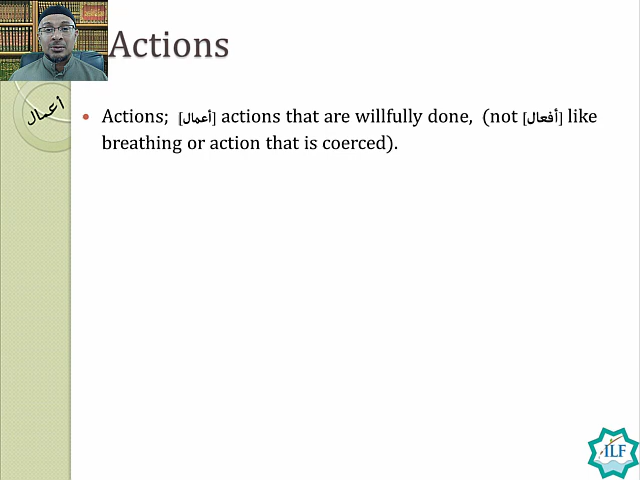 Actions
أعمال
Actions; [أعمال] actions that are willfully done, (not [أفعال] like
breathing or action that is coerced).
ILF